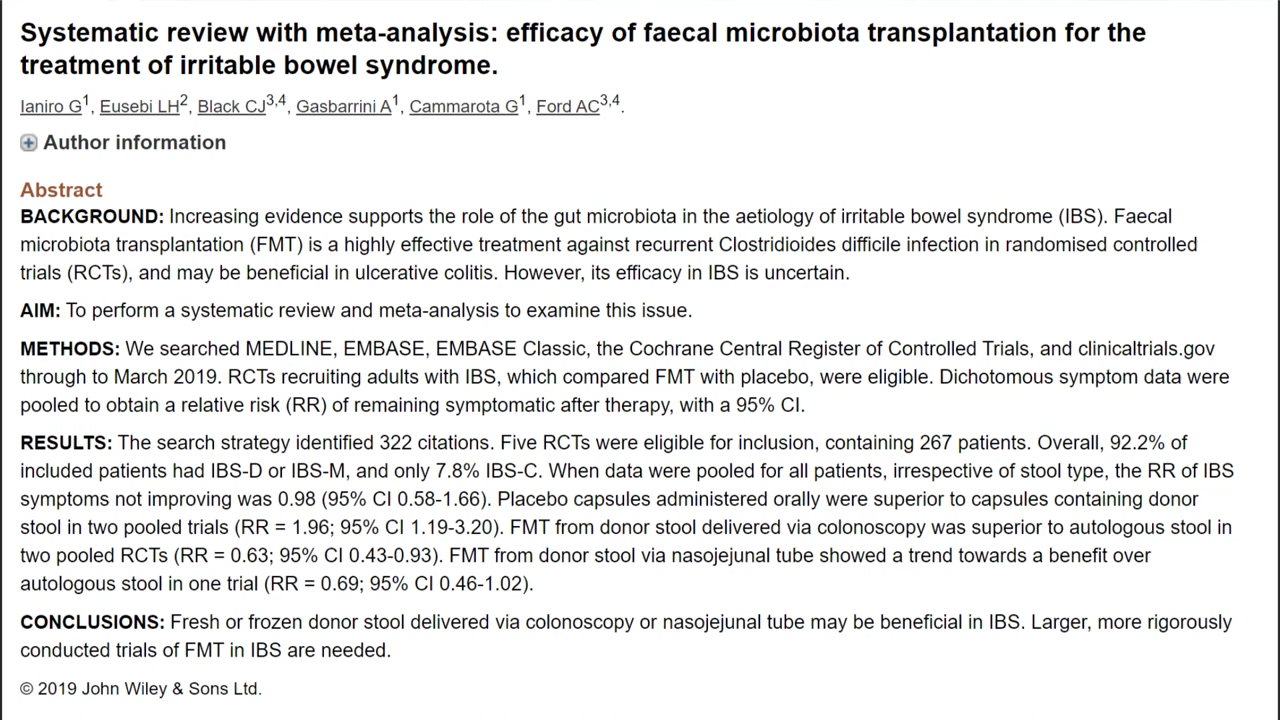 Systematic review with meta-analysis: efficacy of faecal microbiota transplantation for the
treatment of irritable bowel syndrome.
Ianiro G1, Eusebi LH2, Black CJ3,4, Gasbarrini A1, Cammarota G1, Ford AC3,4.
Author information
Abstract
BACKGROUND: Increasing evidence supports the role of the gut microbiota in the aetiology of irritable bowel syndrome (IBS). Faecal
microbiota transplantation (FMT) is a highly effective treatment against recurrent Clostridioides difficile infection in randomised controlled
trials (RCTs), and may be beneficial in ulcerative colitis. However, its efficacy in IBS is uncertain.
AIM: To perform a systematic review and meta-analysis to examine this issue.
METHODS: We searched MEDLINE, EMBASE, EMBASE Classic, the Cochrane Central Register of Controlled Trials, and clinicaltrials.gov
through to March 2019. RCTs recruiting adults with IBS, which compared FMT with placebo, were eligible. Dichotomous symptom data were
pooled to obtain a relative risk (RR) of remaining symptomatic after therapy, with a 95% CI.
RESULTS: The search strategy identified 322 citations. Five RCTs were eligible for inclusion, containing 267 patients. Overall, 92.2% of
included patients had IBS-D or IBS-M, and only 7.8% IBS-C. When data were pooled for all patients, irrespective of stool type, the RR of IBS
symptoms not improving was 0.98 (95% CI 0.58-1.66). Placebo capsules administered orally were superior to capsules containing donor
stool in two pooled trials (RR = 1.96; 95% CI 1.19-3.20). FMT from donor stool delivered via colonoscopy was superior to autologous stool in
two pooled RCTs (RR = 0.63; 95% CI 0.43-0.93). FMT from donor stool via nasojejunal tube showed a trend towards a benefit over
autologous stool in one trial (RR = 0.69; 95% CI 0.46-1.02).
CONCLUSIONS: Fresh or frozen donor stool delivered via colonoscopy or nasojejunal tube may be beneficial in IBS. Larger, more rigorously
conducted trials of FMT in IBS are needed.
© 2019 John Wiley & Sons Ltd.